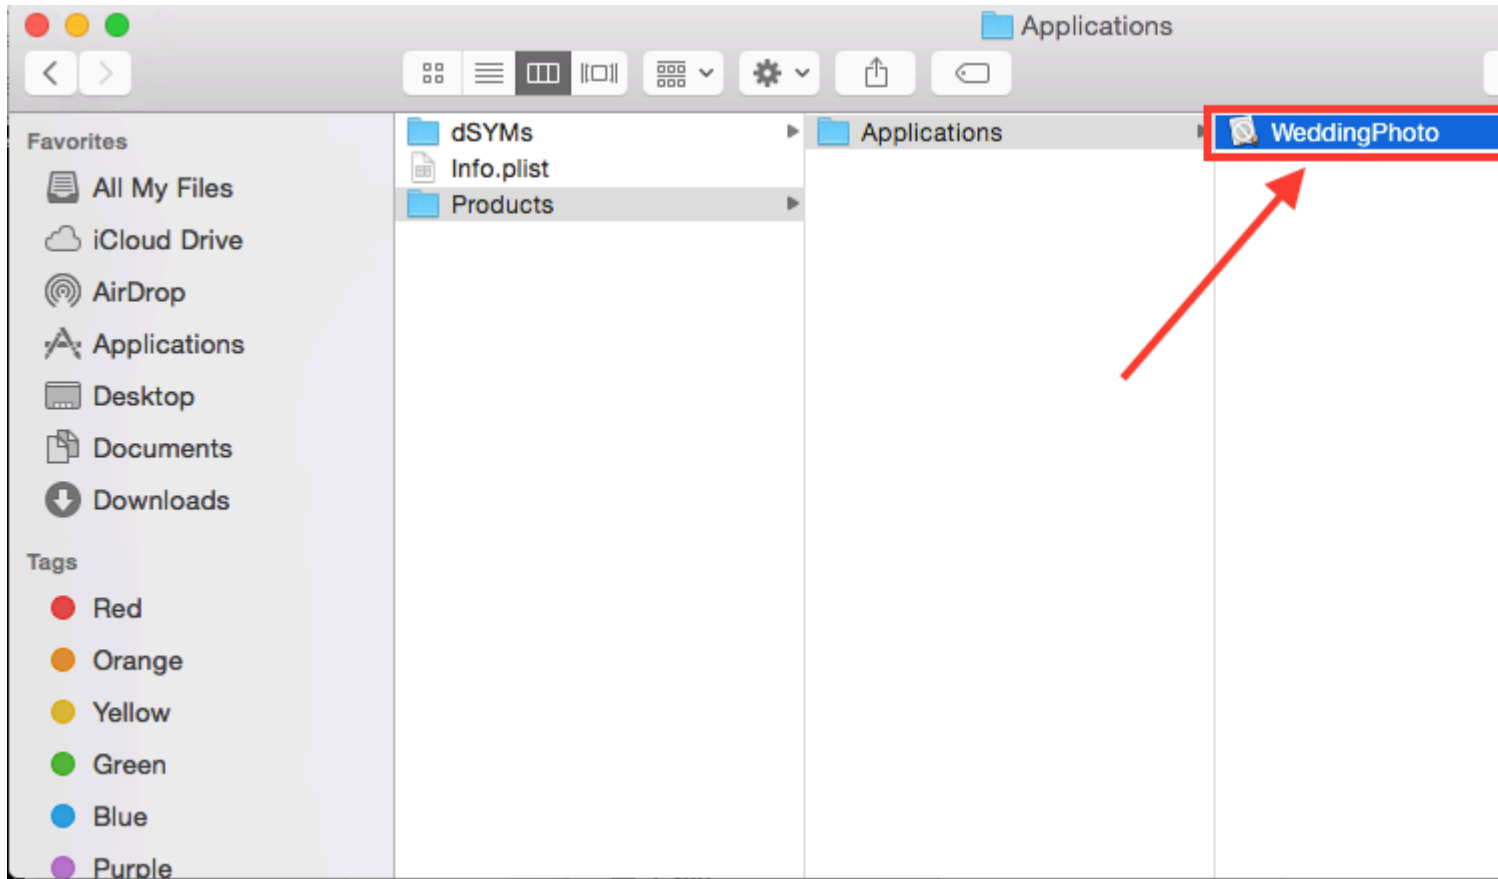 Applications
Favorites
All My Files
iCloud Drive
AirDrop
Applications
Desktop
Documents
Downloads
Tags
Red
Orange
Yellow
Green
Blue
Purple
dSYMs
Info.plist
Products
Applications
WeddingPhoto